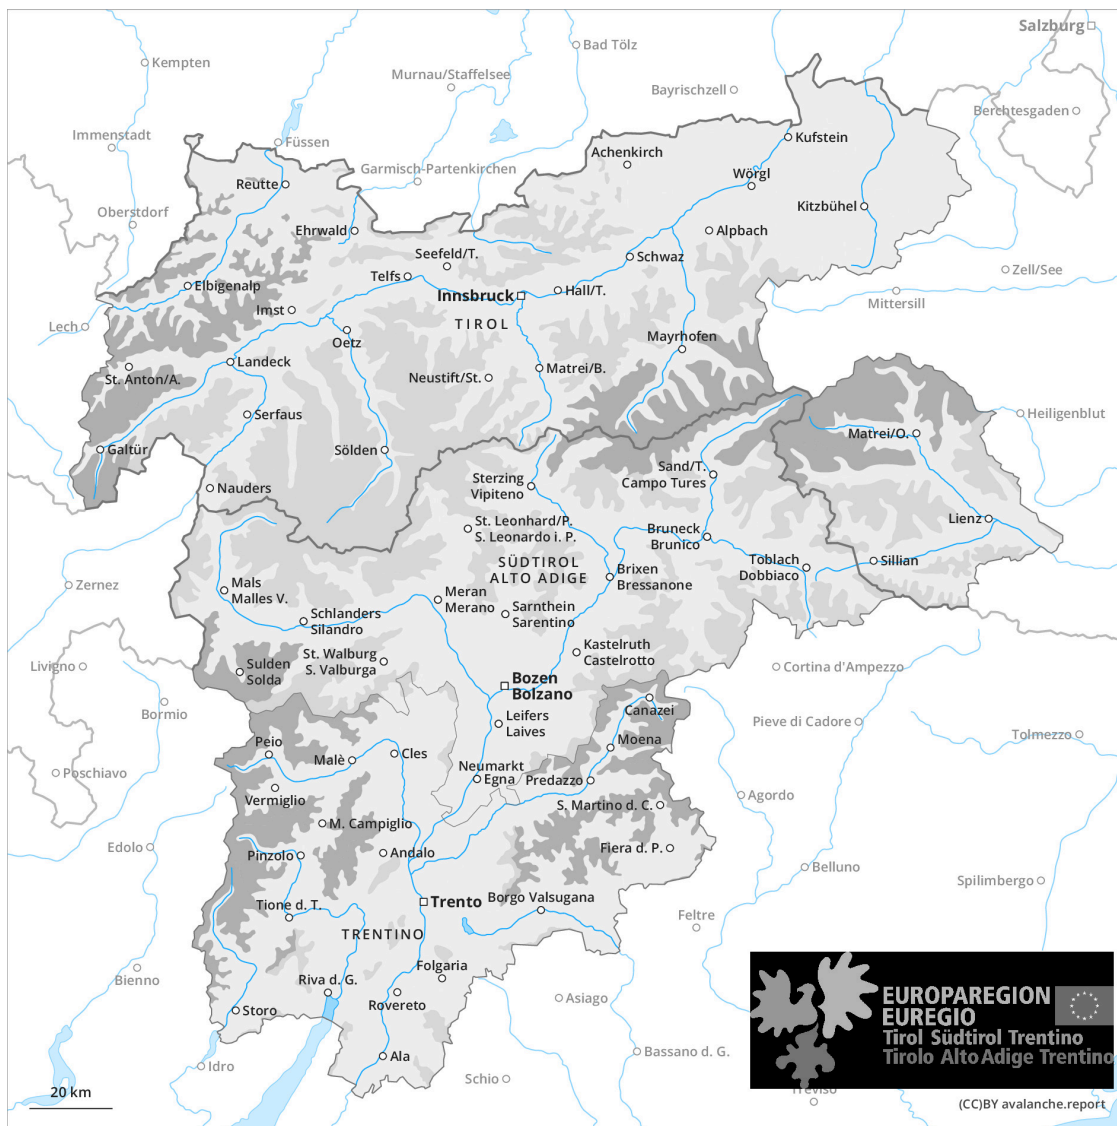 Salzburg
Bad Tölz
Kempten
Murnau/Staffelsee
Bayrischzell
Berchtesgaden
Immenstadt
Füssen
Kufstein
Achenkirch
Garmisch-Partenkirchen
Wörgl
Reutte
Kitzbühel
Oberstdorf
Ehrwald
Alpbach
Seefeld/T.
Schwaz
Telfs
Zell/See
Elbigenalp
Innsbruck
Hall/T.
Mittersill
Imst
TIROL
Lech
Oetz
Mayrhofen
Landeck
Matrei/B.
St. Anton/A.
Neustift/St.
Serfaus
Heiligenblut
Matrei/O.
Galtür
Sölden
Sand/T.
Campo Tures
Sterzing
Vipiteno
Nauders
St. Leonhard/P.
S. Leonardo i. P.
Lienz
Bruneck
Brunico
SÜDTIROL
ALTO ADIGE
Toblach
Dobbiaco
Sillian
Brixen
Bressanone
Zernez
Mals
Malles V.
Meran
Merano
Sarnthein
Sarentino
Schlanders
Silandro
Kastelruth
Castelrotto
St. Walburg
S. Valburga
Livigno
Sulden
Solda
Cortina d'Ampezzo
Bozen
Bolzano
Bormio
Canazei
Leifers
Laives
Pieve di Cadore
Tolmezzo
Peio
Moena
Malè
Cles
Poschiavo
Neumarkt
Egna
Predazzo
Vermiglio
Agordo
S. Martino d. C.
M. Campiglio
Edolo
Pinzolo
Andalo
Fiera d. P.
Belluno
Spilimbergo
Borgo Valsugana
Trento
Tione d. T.
Feltre
TRENTINO
Bienno
Folgaria
Riva d. G.
Rovereto
Asiago
Storo
EUROPAREGION
EUREGIO
Tirol Südtirol Trentino
Tirolo Alto Adige Trentino
Ala
Bassano d. G.
Idro
Schio
Treviso
20 km
(CC)BY avalanche.report